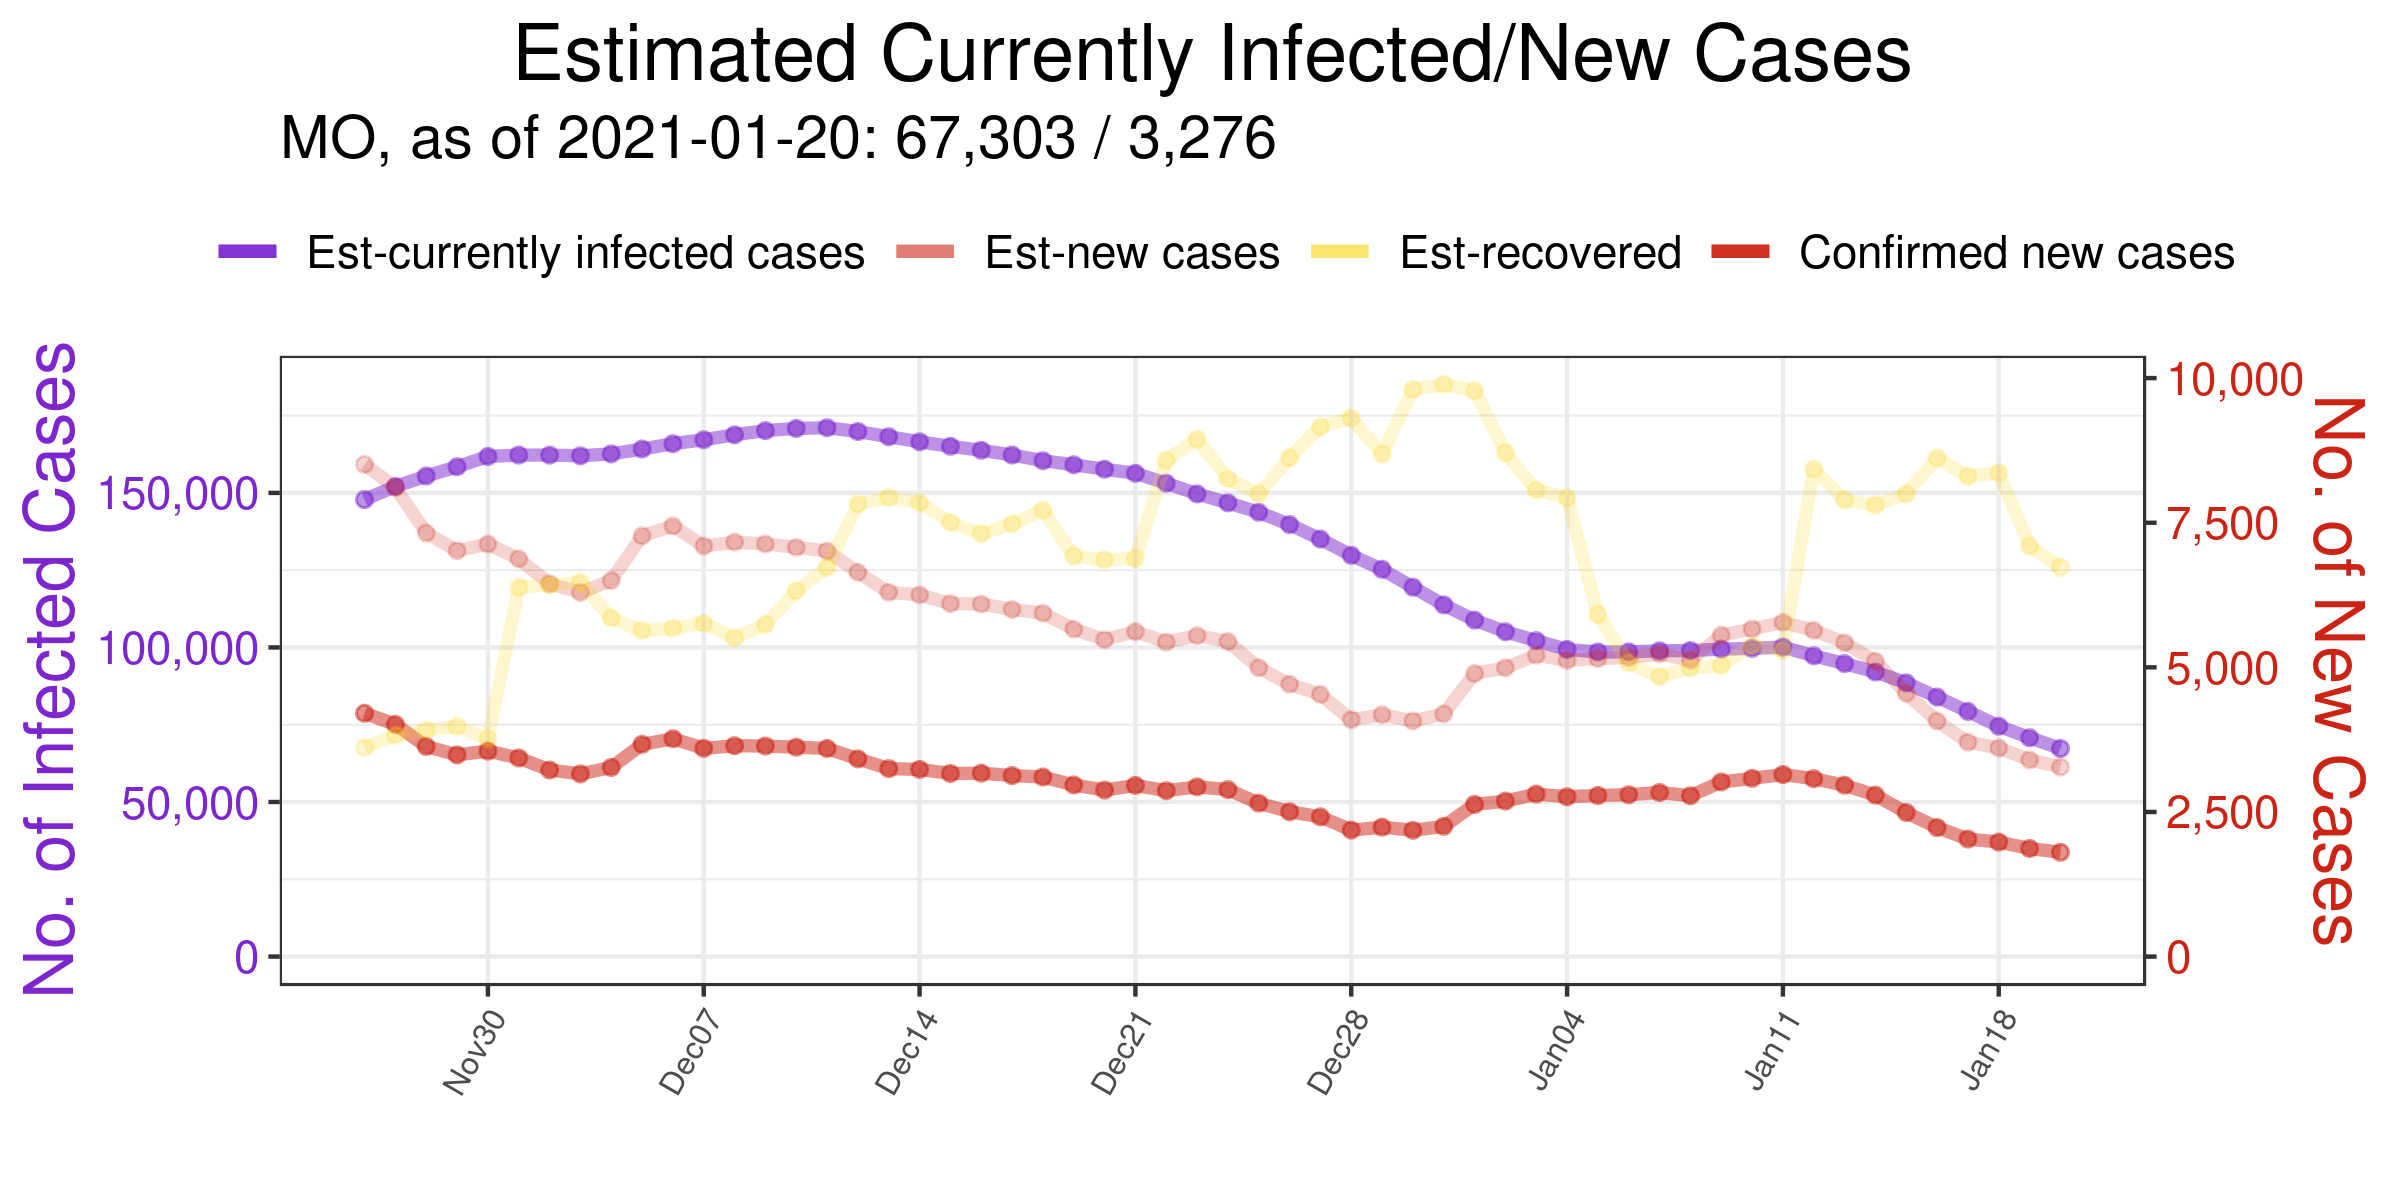 Estimated Currently Infected/New Cases
MO, as of 2021-01-20: 67,303 / 3,276
Est-currently infected cases Est-new cases Est-recovered Confirmed new cases
No. of Infected Cases
150,000
100,000
50,000
0
10,000
7,500
5,000
2,500
0
No. of New Cases
Nov30 Dec07 Dec14 Dec21 Dec28 Jan04 Jan11 Jan18